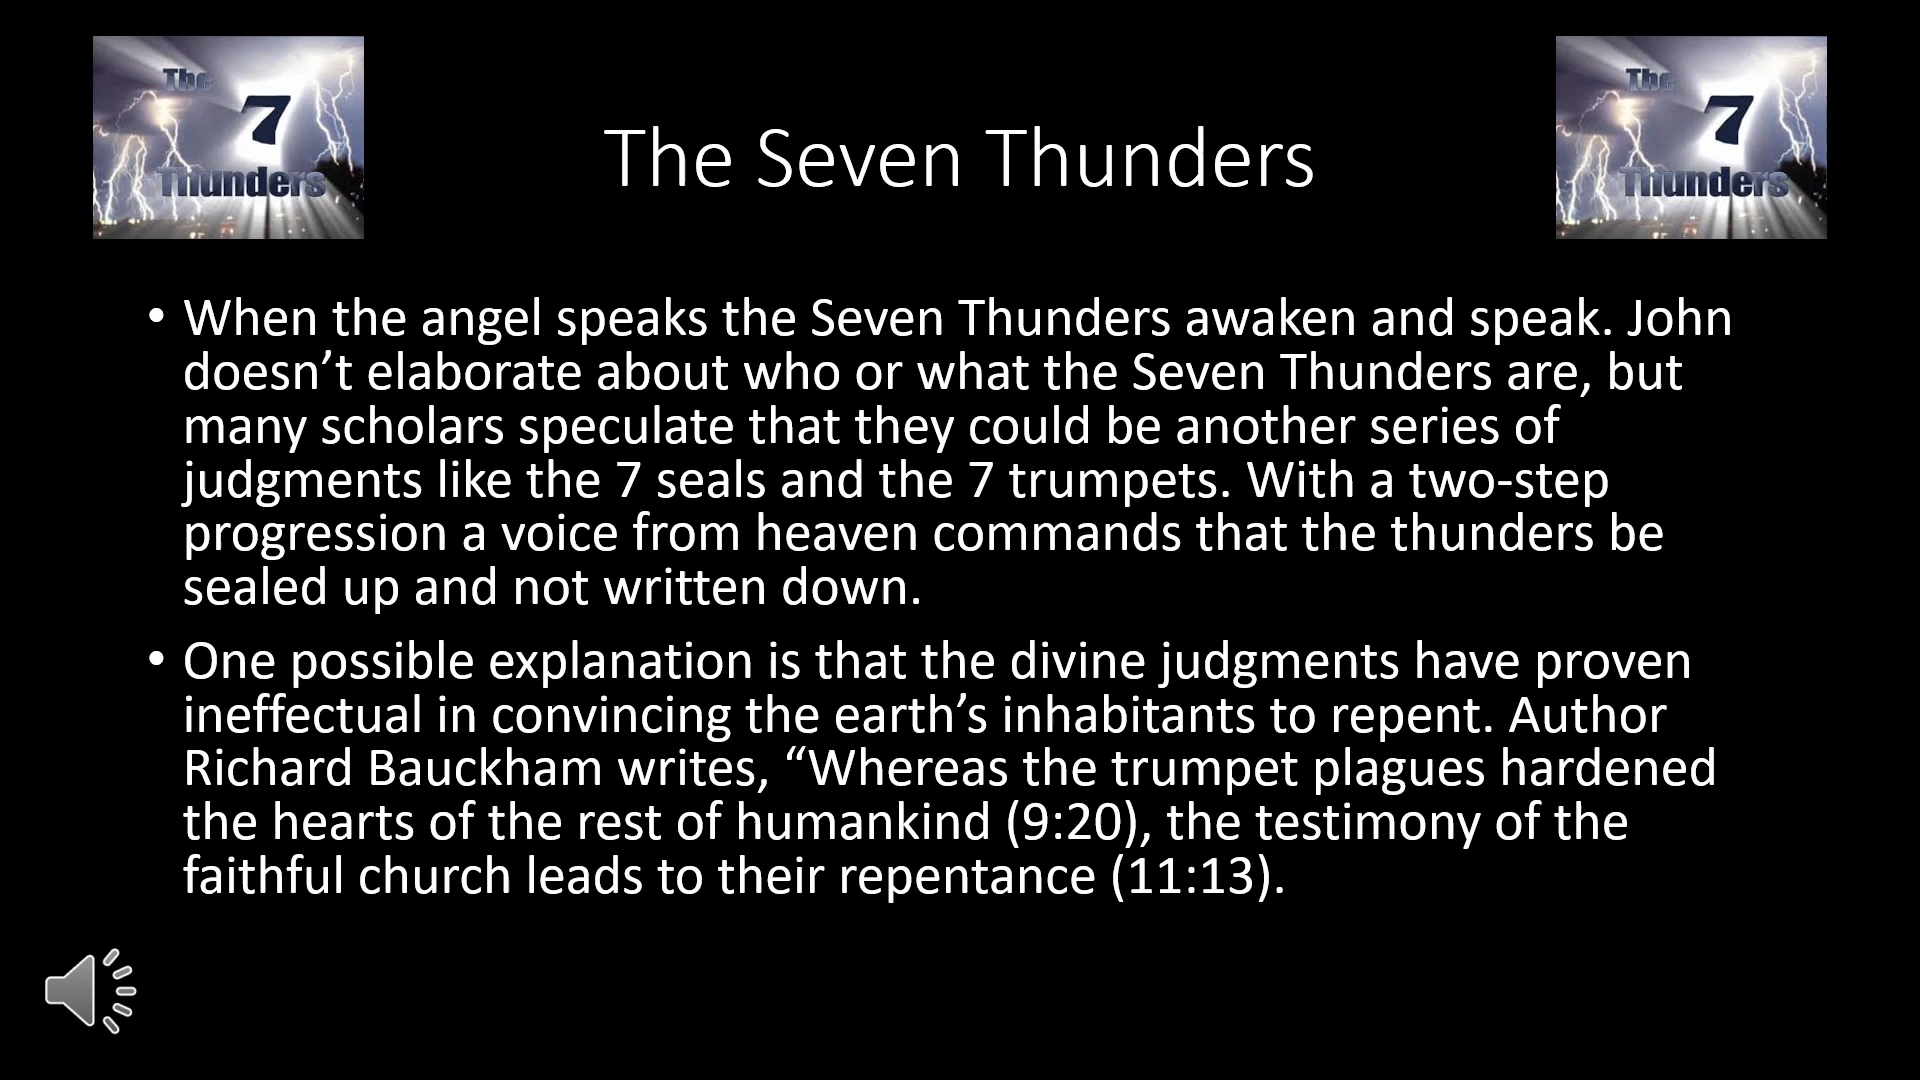 The
7
Thunders
The Seven Thunders
The
7
Thunders
• When the angel speaks the Seven Thunders awaken and speak. John
doesn’t elaborate about who or what the Seven Thunders are, but
many scholars speculate that they could be another series of
judgments like the 7 seals and the 7 trumpets. With a two-step
progression a voice from heaven commands that the thunders be
sealed up and not written down.
• One possible explanation is that the divine judgments have proven
ineffectual in convincing the earth’s inhabitants to repent. Author
Richard Bauckham writes, “Whereas the trumpet plagues hardened
the hearts of the rest of humankind (9:20), the testimony of the
faithful church leads to their repentance (11:13).